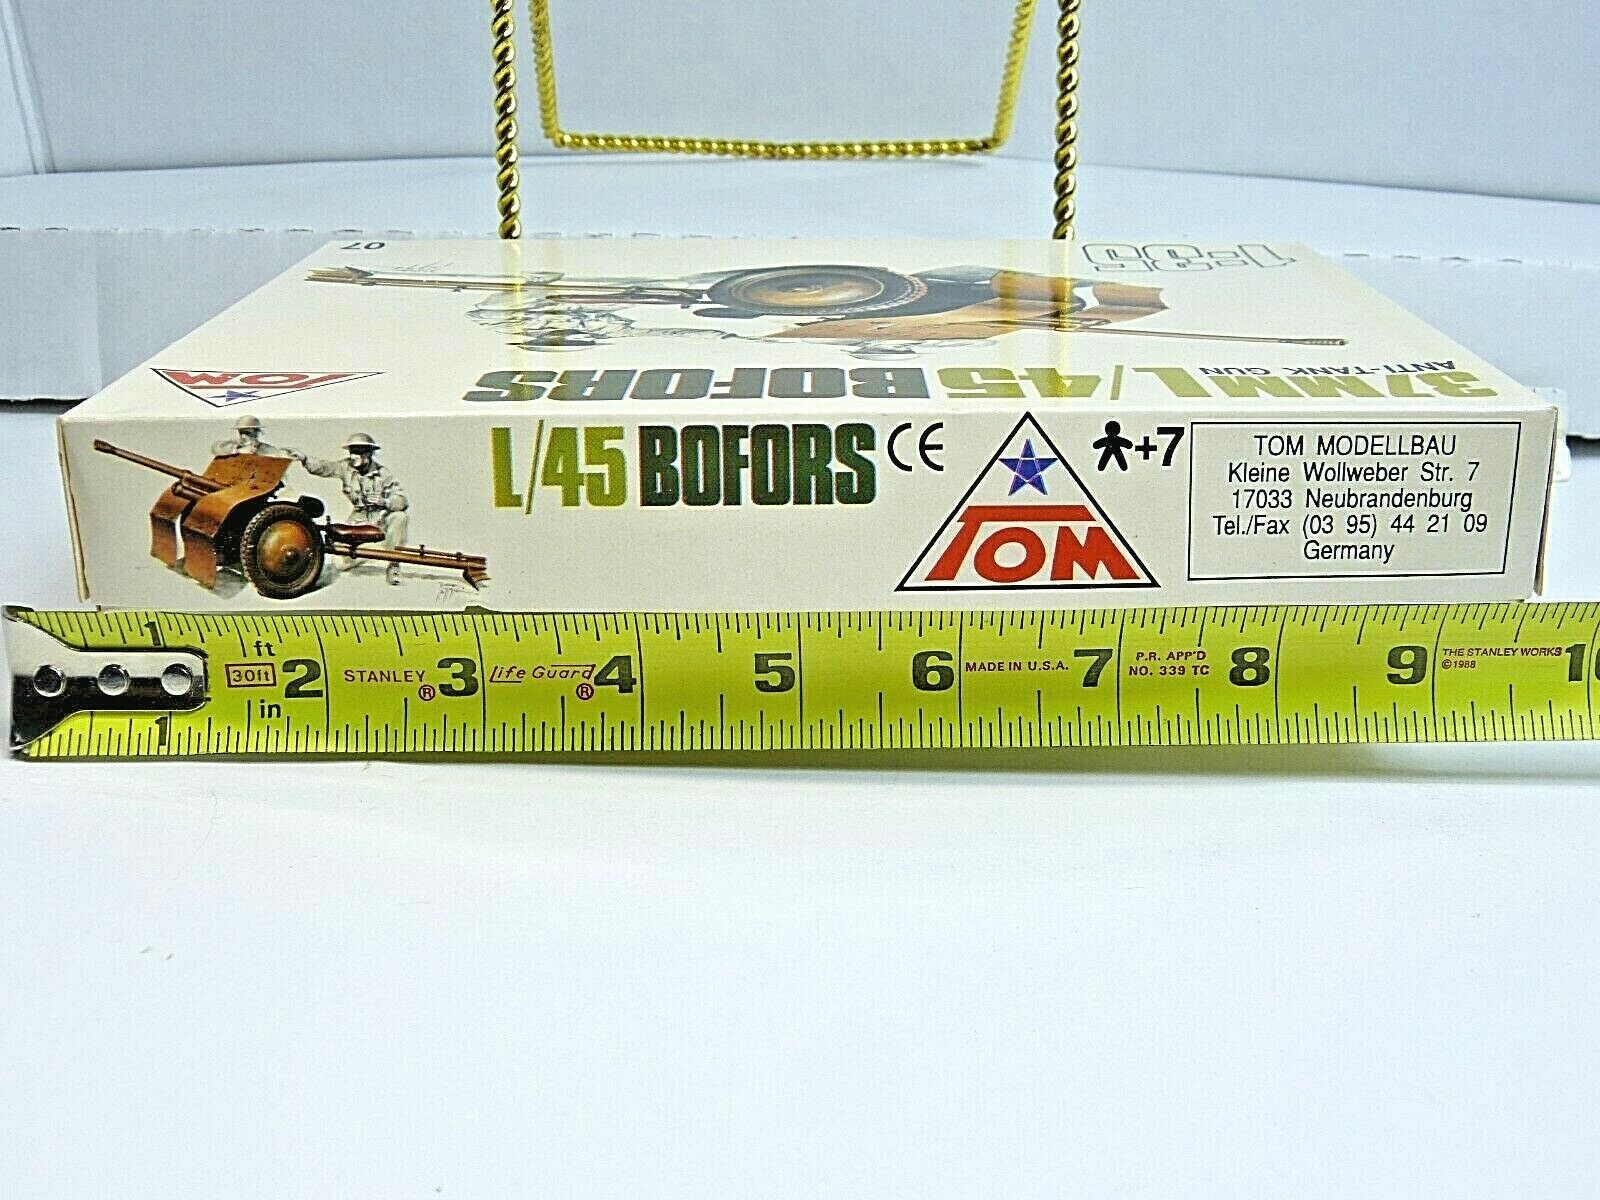 07
1:35
ANTI-TANK GUN
37MM L/45 BOFORS
TOM
L/45 BOFORS
CE
TOM
+7
TOM MODELLBAU
Kleine Wollweber Str. 7
17033 Neubrandenburg
Tel./Fax (03 95) 44 21 09
Germany
1 ft 30ft 2 STANLEY® 3 Life Guard® 4 5 6 MADE IN U.S.A. 7 P.R. APP'D 8 9 THE STANLEY WORKS 10
NO. 339 TC ©1988
1 in